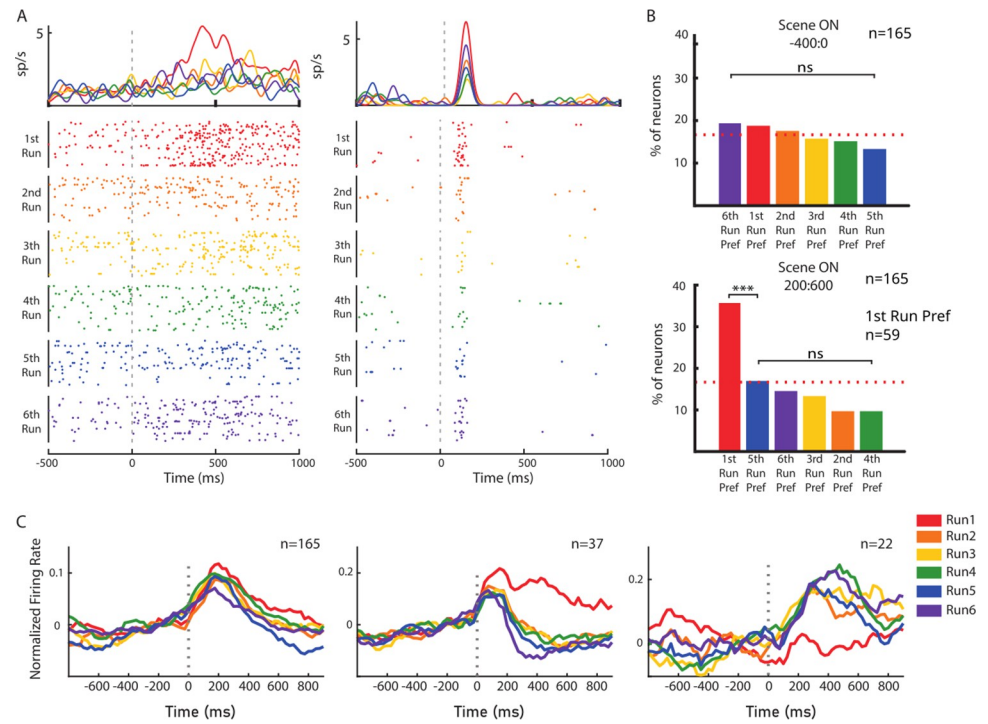 A
sp/s
5
1st
Run
2nd
Run
3th
Run
4th
Run
5th
Run
6th
Run
-500
0
500
1000
Time (ms)
sp/s
5
1st
Run
2nd
Run
3th
Run
4th
Run
5th
Run
6th
Run
-500
0
500
1000
Time (ms)
B
Scene ON
-400:0
n=165
ns
% of neurons
40
30
20
10
6th 1st 2nd 3rd 4th 5th
Run Run Run Run Run Run
Pref Pref Pref Pref Pref Pref
Scene ON
200:600
n=165
***
1st Run Pref
n=59
ns
% of neurons
40
30
20
10
1st 5th 6th 3rd 2nd 4th
Run Run Run Run Run Run
Pref Pref Pref Pref Pref Pref
C
Normalized Firing Rate
n=165
0.1
0
-600 -400 -200 0 200 400 600 800
Time (ms)
n=37
0.2
0
-600 -400 -200 0 200 400 600 800
Time (ms)
n=22
0.2
0
-600 -400 -200 0 200 400 600 800
Time (ms)
Run1
Run2
Run3
Run4
Run5
Run6